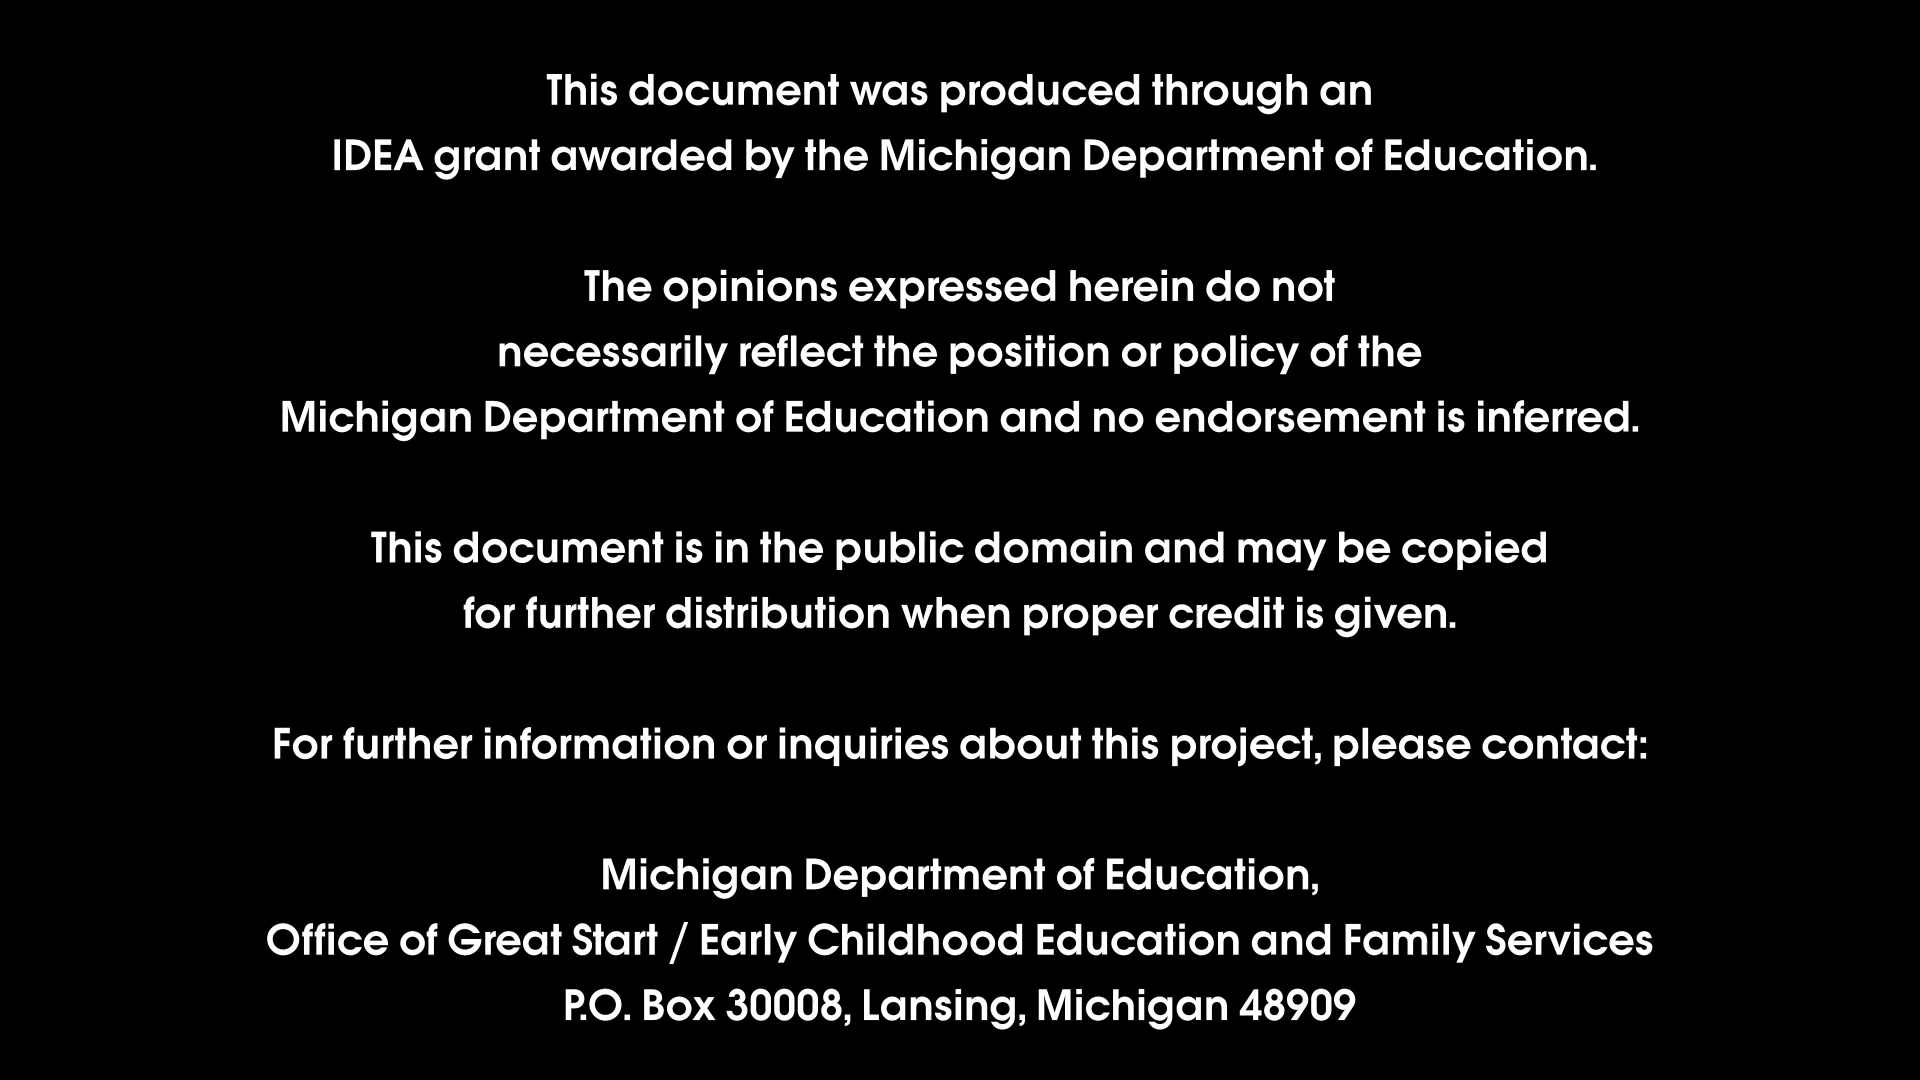 This document was produced through an
IDEA grant awarded by the Michigan Department of Education.
The opinions expressed herein do not
necessarily reflect the position or policy of the
Michigan Department of Education and no endorsement is inferred.
This document is in the public domain and may be copied
for further distribution when proper credit is given.
For further information or inquiries about this project, please contact:
Michigan Department of Education,
Office of Great Start / Early Childhood Education and Family Services
P.O. Box 30008, Lansing, Michigan 48909